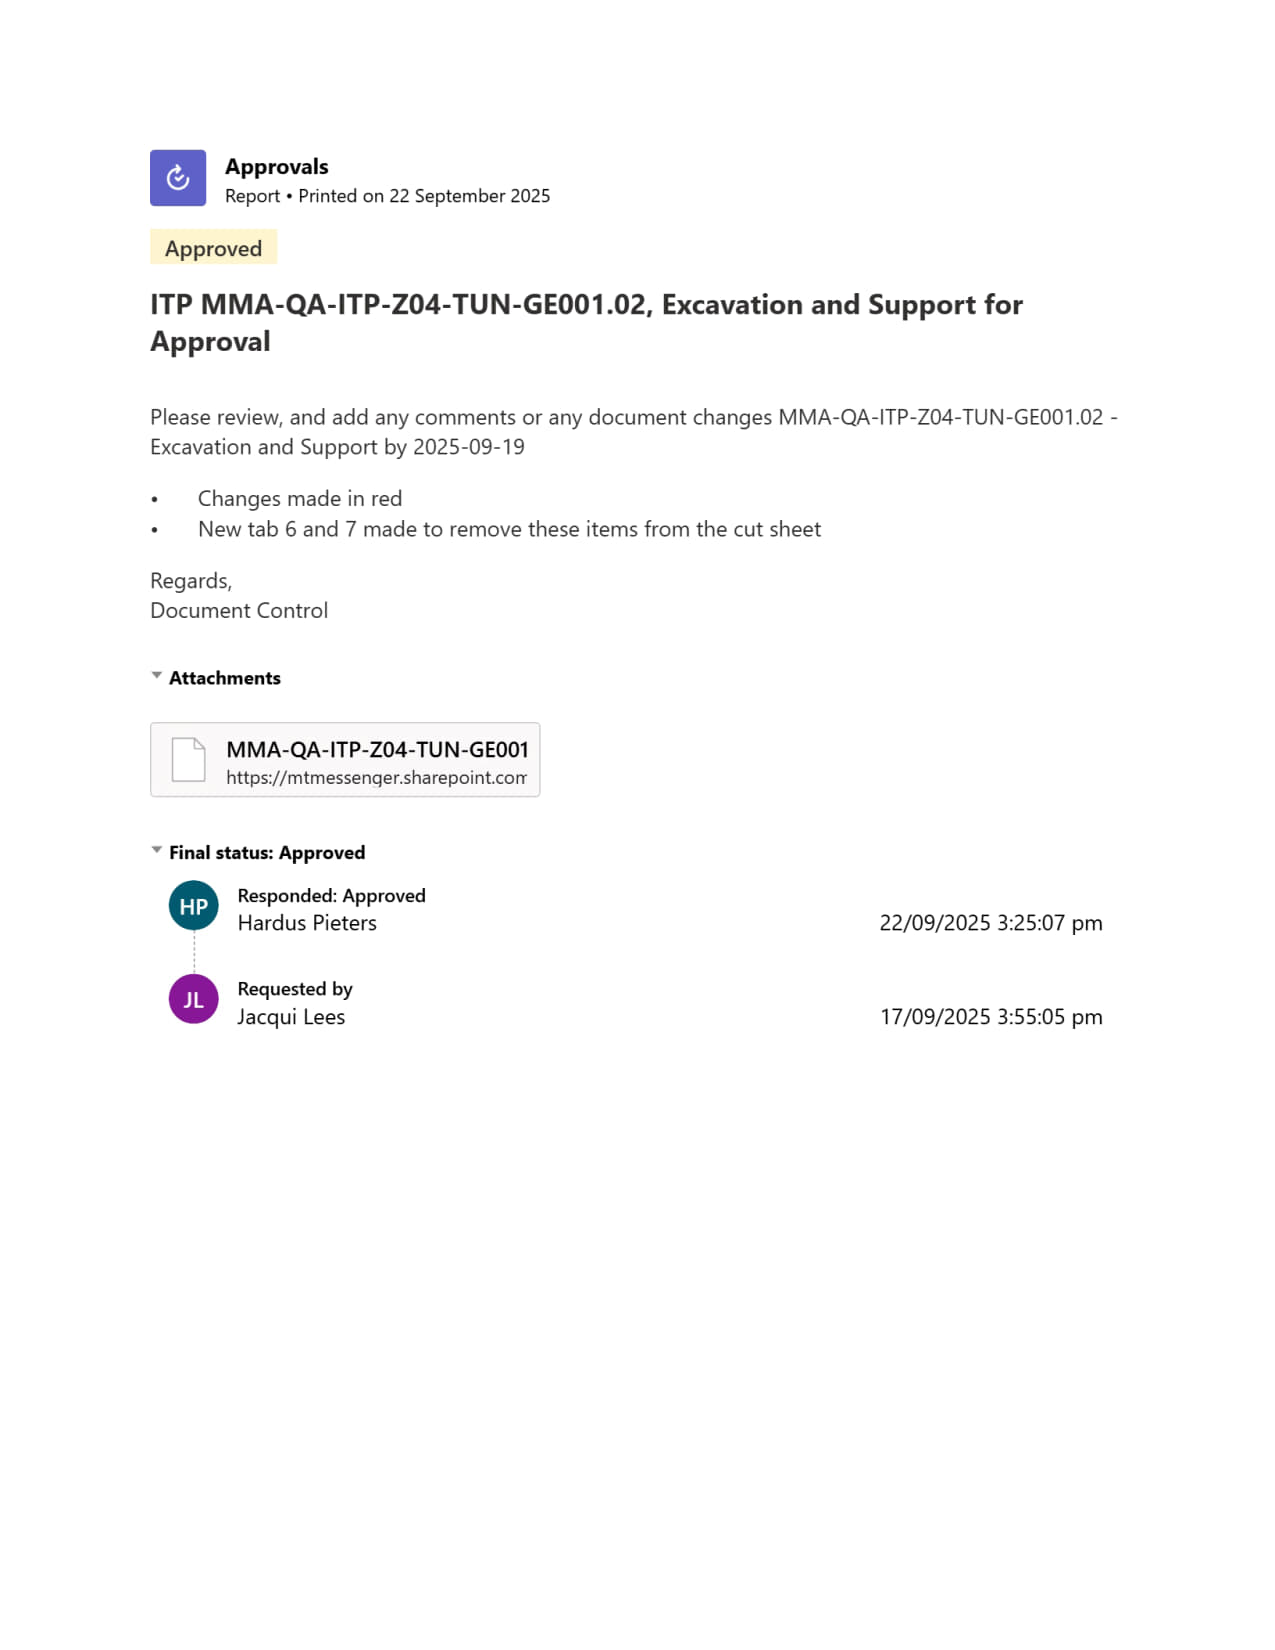 Approvals
Report • Printed on 22 September 2025
Approved
ITP MMA-QA-ITP-Z04-TUN-GE001.02, Excavation and Support for
Approval
Please review, and add any comments or any document changes MMA-QA-ITP-Z04-TUN-GE001.02 -
Excavation and Support by 2025-09-19
• Changes made in red
• New tab 6 and 7 made to remove these items from the cut sheet
Regards,
Document Control
Attachments
MMA-QA-ITP-Z04-TUN-GE001
https://mtmessenger.sharepoint.com
Final status: Approved
HP
Responded: Approved
Hardus Pieters
22/09/2025 3:25:07 pm
JL
Requested by
Jacqui Lees
17/09/2025 3:55:05 pm